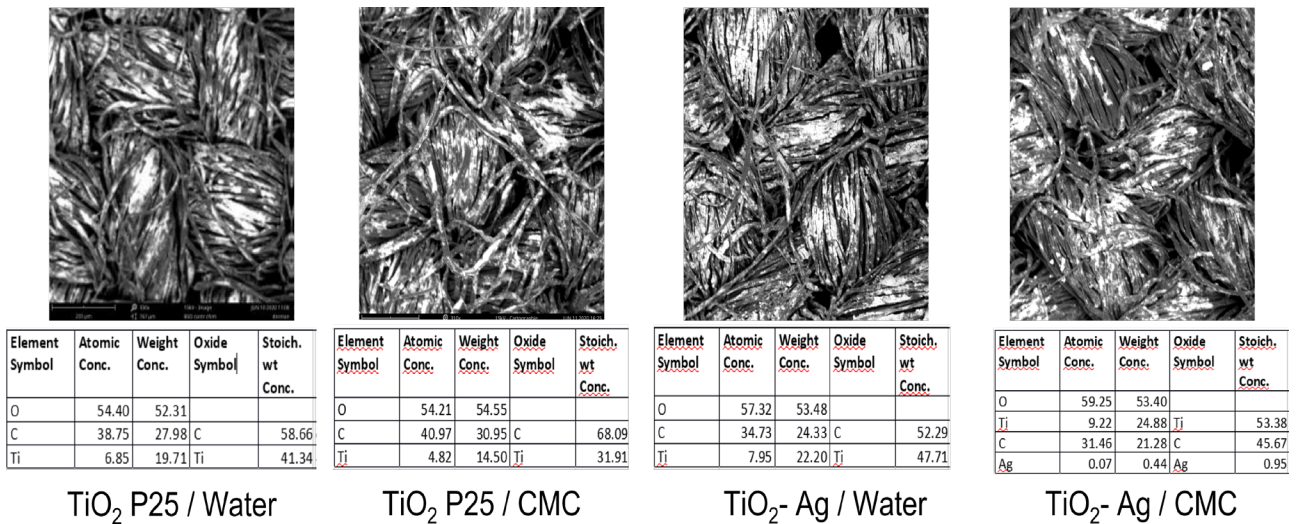 Element Symbol Atomic Conc. Weight Conc. Oxide Symbol Stoich. wt Conc.
O 54.40 52.31
C 38.75 27.98 C 58.66
Ti 6.85 19.71 Ti 41.34
TiO2 P25 / Water
Element Symbol Atomic Conc. Weight Conc. Oxide Symbol Stoich. wt Conc.
O 54.21 54.55
C 40.97 30.95 C 68.09
Ti 4.82 14.50 Ti 31.91
TiO2 P25 / CMC
Element Symbol Atomic Conc. Weight Conc. Oxide Symbol Stoich. wt Conc.
O 57.32 53.48
C 34.73 24.33 C 52.29
Ti 7.95 22.20 Ti 47.71
TiO2- Ag / Water
Element Symbol Atomic Conc. Weight Conc. Oxide Symbol Stoich. wt Conc.
O 59.25 53.40
Ti 9.22 24.88 Ti 53.38
C 31.46 21.28 C 45.67
Ag 0.07 0.44 Ag 0.95
TiO2- Ag / CMC